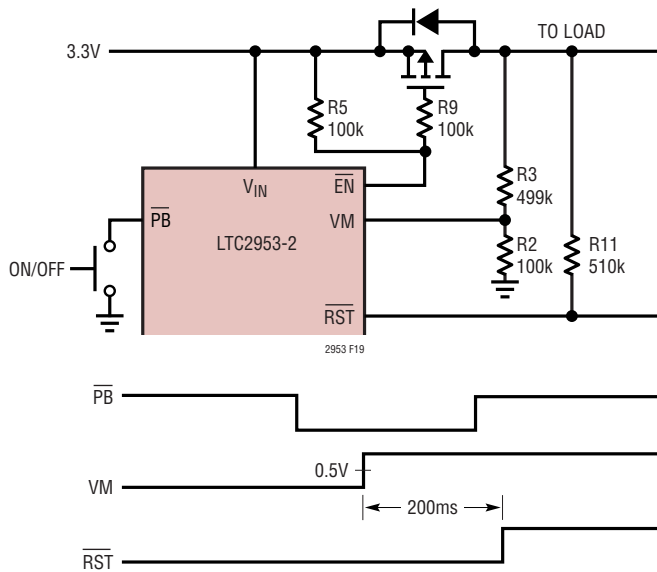 TO LOAD
3.3V
R5
100k
R9
100k
VIN
EN
R3
499k
PB
VM
LTC2953-2
R2
100k
R11
510k
ON/OFF
RST
2953 F19
PB
0.5V
VM
200ms
RST